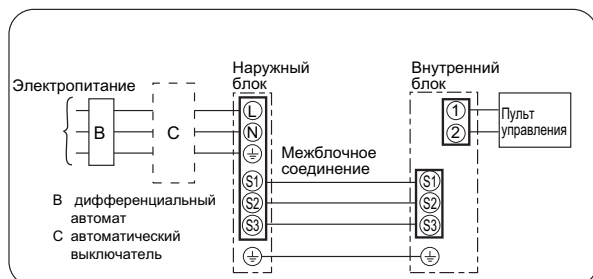 Электропитание
Наружный
блок
Внутренний
блок
B
C
L
N
1
2
Пульт
управления
Межблочное
соединение
S1
S2
S3
S1
S2
S3
B дифференциальный
автомат
C автоматический
выключатель